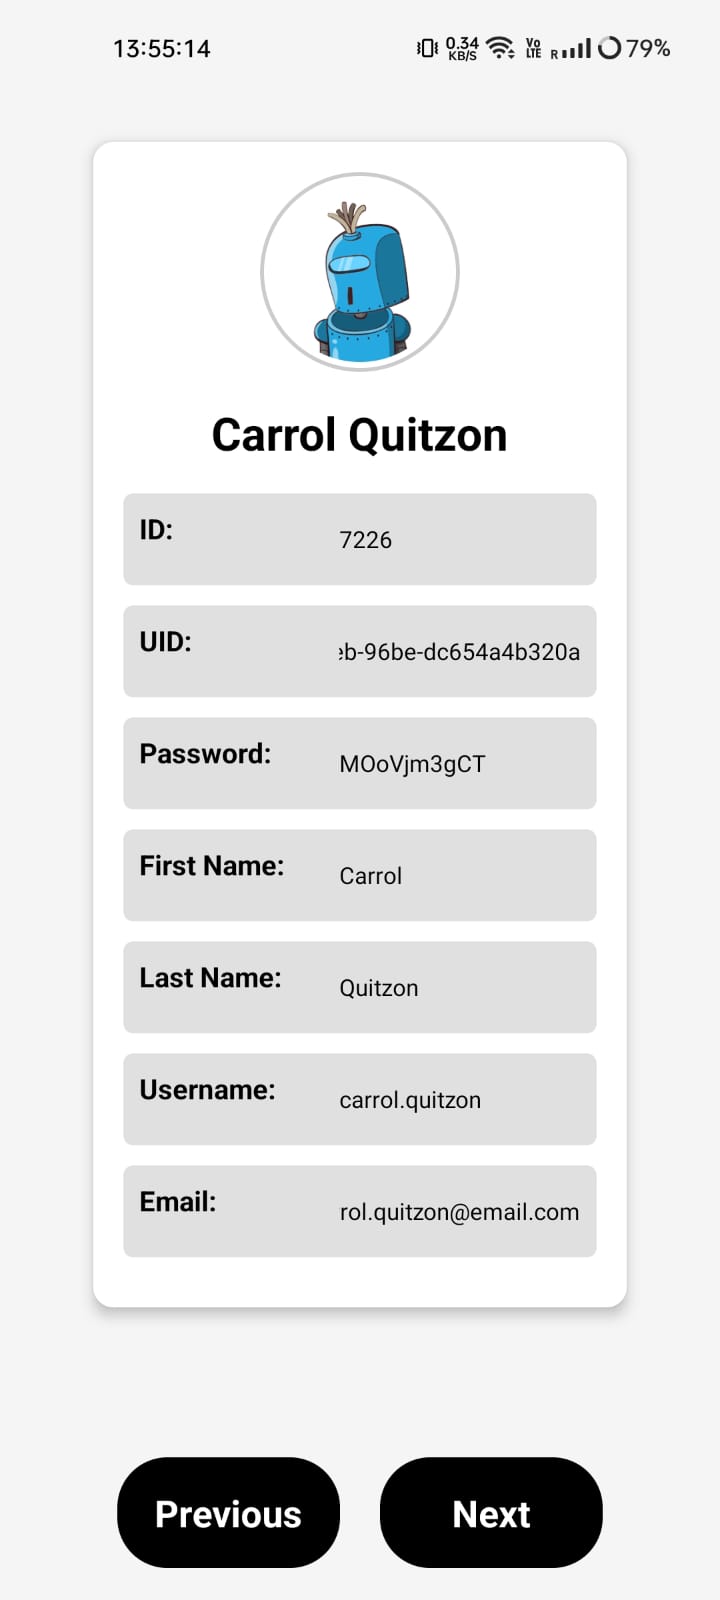 13:55:14 0.34 KB/S Vo LTE R 79%
Carrol Quitzon
ID: 7226
UID: eb-96be-dc654a4b320a
Password: MOoVjm3gCT
First Name: Carrol
Last Name: Quitzon
Username: carrol.quitzon
Email: rol.quitzon@email.com
Previous Next